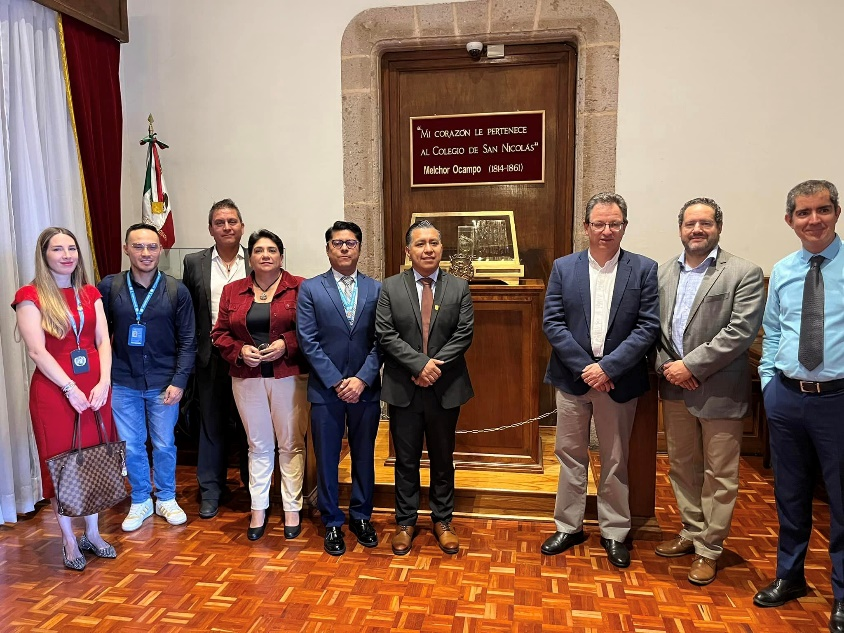 "MI CORAZÓN LE PERTENECE
AL COLEGIO DE SAN NICOLÁS"
Melchor Ocampo (1814-1861)